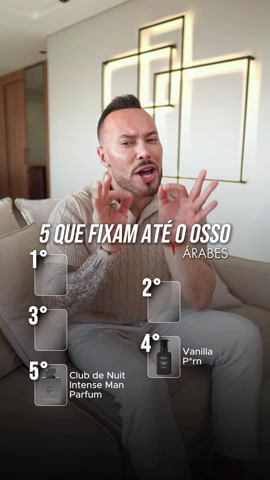 5 QUE FIXAM ATÉ O OSSO
ÁRABES
1°
2°
3°
4°
Vanilla
P*rn
5°
Club de Nuit
Intense Man
Parfum